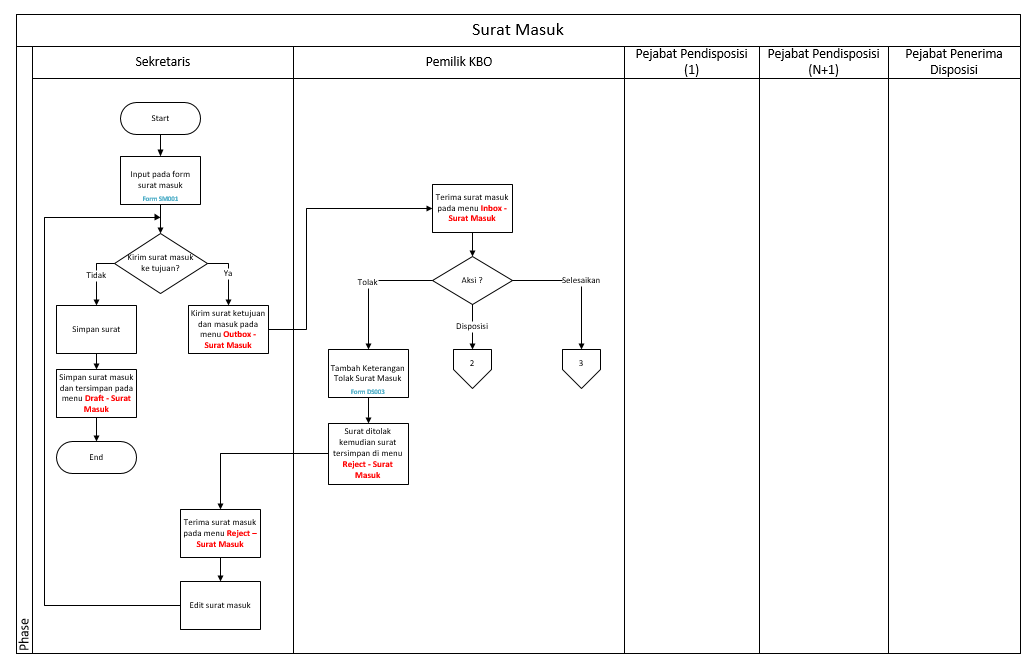 Surat Masuk
Sekretaris
Pemilik KBO
Pejabat Pendisposisi
(1)
Pejabat Pendisposisi
(N+1)
Pejabat Penerima
Disposisi
Phase
Start
Input pada form
surat masuk
Form SM001
Kirim surat masuk
ke tujuan?
Tidak
Ya
Simpan surat
Kirim surat ketujuan
dan masuk pada
menu Outbox -
Surat Masuk
Simpan surat masuk
dan tersimpan pada
menu Draft - Surat
Masuk
End
Terima surat masuk
pada menu Inbox -
Surat Masuk
Aksi ?
Tolak
Disposisi
Selesaikan
Tambah Keterangan
Tolak Surat Masuk
Form DS003
2
3
Surat ditolak
kemudian surat
tersimpan di menu
Reject - Surat
Masuk
Terima surat masuk
pada menu Reject –
Surat Masuk
Edit surat masuk